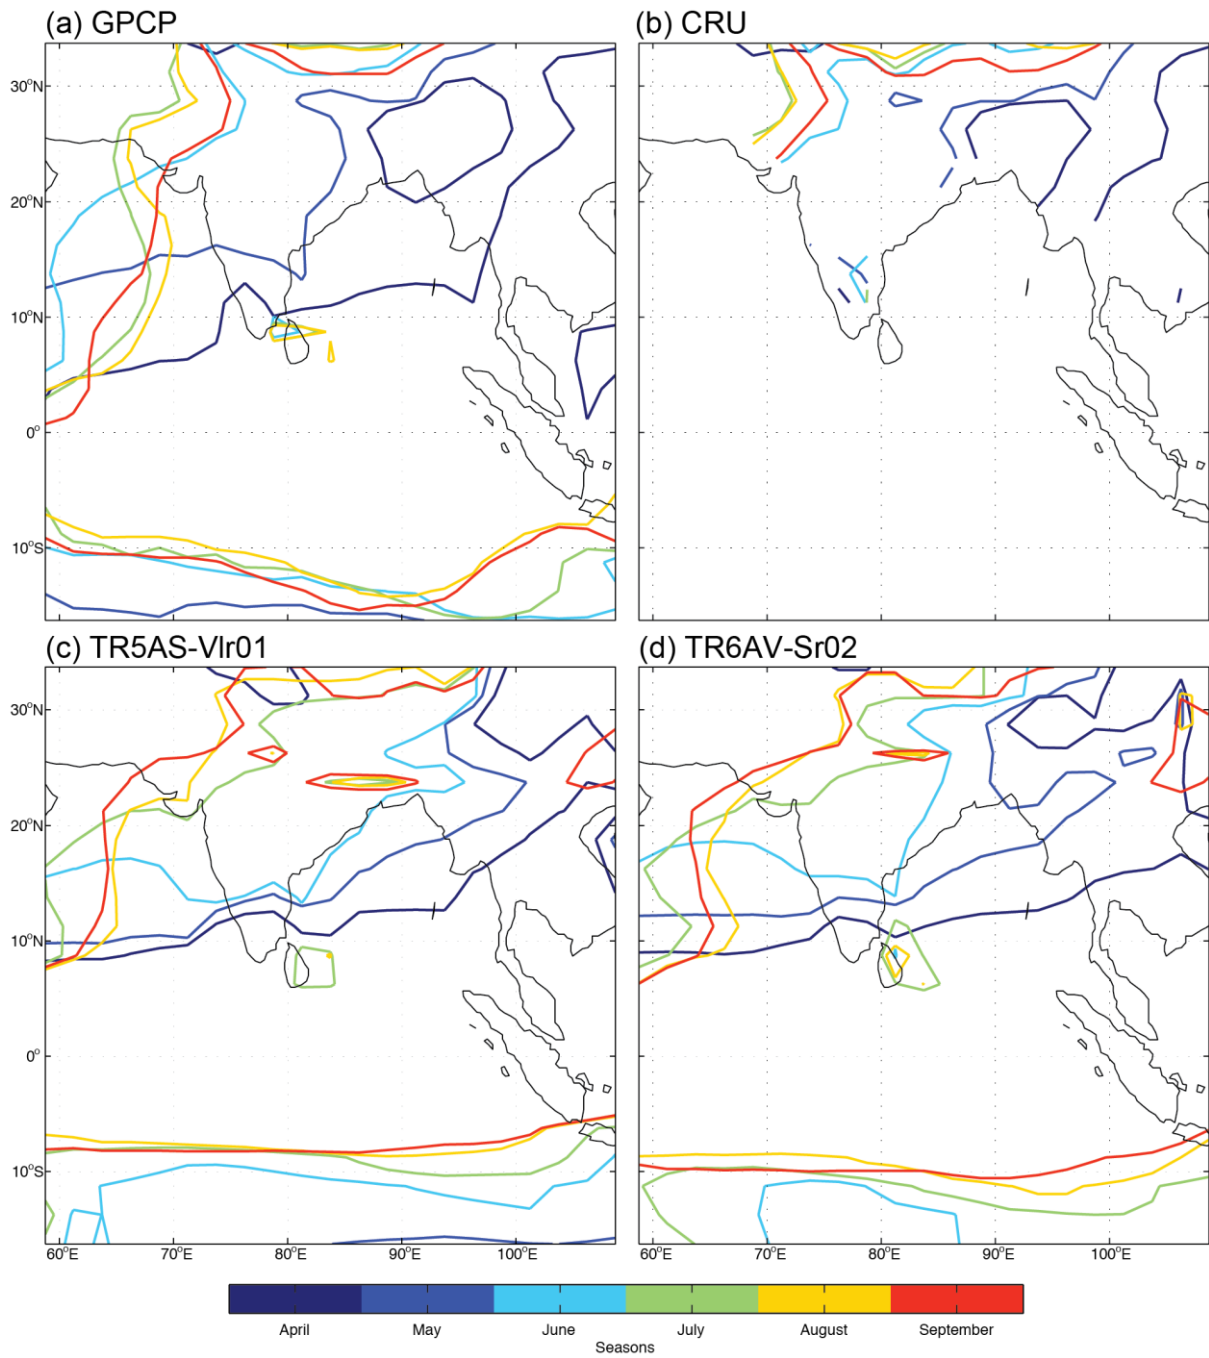 (a) GPCP
(b) CRU
30°N
20°N
10°N
0°
10°S
(c) TR5AS-Vlr01
(d) TR6AV-Sr02
30°N
20°N
10°N
0°
10°S
60°E 70°E 80°E 90°E 100°E
60°E 70°E 80°E 90°E 100°E
April May June July August September
Seasons